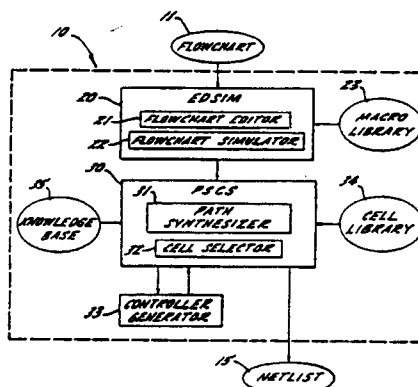 11
FLOWCHART
10
20
EDSIM
21
FLOWCHART EDITOR
22
FLOWCHART SIMULATOR
23
MACRO LIBRARY
30
PSCS
31
PATH SYNTHESIZER
32
CELL SELECTOR
35
KNOWLEDGE BASE
34
CELL LIBRARY
33
CONTROLLER GENERATOR
15
NETLIST